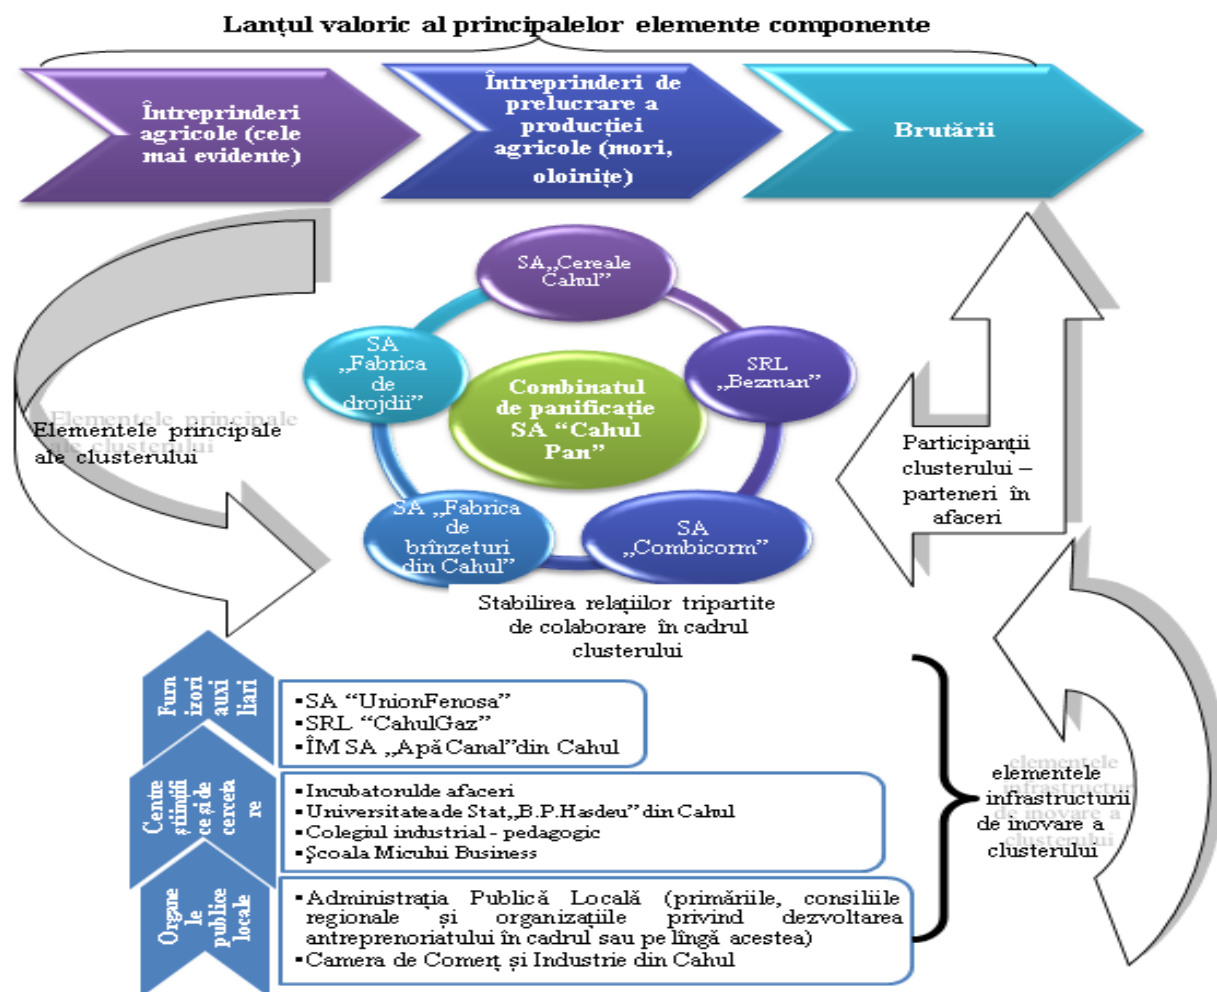 Lanțul valoric al principalelor elemente componente
Întreprinderi
agricole (cele
mai evidente)
Întreprinderi de
prelucrare a
producției
agricole (mori,
oloinițe)
Brutării
SA„Cereale
Cahul”
SA
„Fabrica
de
drojdii”
SRL
„Bezman”
Combinatul
de panificație
SA “Cahul
Pan”
SA „Fabrica
de
brînzeturi
din Cahul”
SA
„Combicorm”
Elementele principale
ale clusterului
Participanții
clusterului –
parteneri în
afaceri
Stabilirea relațiilor tripartite
de colaborare în cadrul
clusterului
Furn
izori
auxi
liari
▪SA “UnionFenosa”
▪SRL “CahulGaz”
▪ÎM SA „Apă Canal”din Cahul
Centre
științifi
ce și de
cerceta
re
▪Incubatorulde afaceri
▪Universitatea de Stat„B.P.Hasdeu” din Cahul
▪Colegiul industrial - pedagogic
▪Școala Micului Business
elementele
infrastructurii
de inovare a
clusterului
Organe
le
publice
locale
▪Administrația Publică Locală (primăriile, consiliile
regionale și organizațiile privind dezvoltarea
antreprenoriatului în cadrul sau pe lîngă acestea)
▪Camera de Comerț și Industrie din Cahul